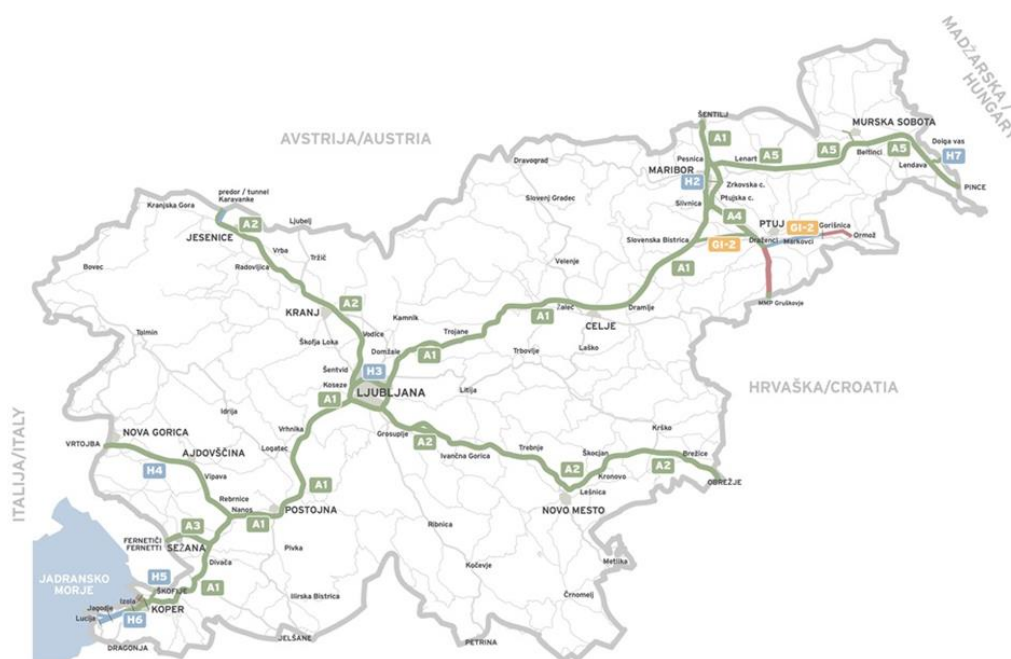 MADŽARSKA /
HUNGARY
AVSTRIJA/AUSTRIA
ŠENTILJ
A1
MURSKA SOBOTA
Dolga vas
H7
A5
A5
A5
Beltinci
Lendava
PINCE
Pesnica
Lenart
MARIBOR
H2
Zrkovska c.
Ptujska c.
Dravograd
Slovenj Gradec
Slivnica
A4
PTUJ
G1-2
Gorišnica
Ormož
Slovenska Bistrica
G1-2
Draženci
Markovci
MMP Gruškovje
predor / tunnel
Karavanke
Kranjska Gora
A2
Ljubelj
JESENICE
Vrba
Tržič
Radovljica
Bovec
Velenje
A1
A2
KRANJ
Kamnik
Žalec
Dramlje
A1
CELJE
Vodice
Trojane
A1
Tolmin
Škofja Loka
Domžale
Trbovlje
Laško
Šentvid
H3
Koseze
LJUBLJANA
A1
Litija
HRVAŠKA/CROATIA
ITALIJA/ITALY
Idrija
Vrhnika
NOVA GORICA
VRTOJBA
AJDOVŠČINA
Logatec
Grosuplje
A2
Ivančna Gorica
Trebnje
Škocjan
Krško
Brežice
A2
A2
Kronovo
Lešnica
OBREŽJE
NOVO MESTO
H4
Vipava
A1
Rebrnice
Nanos
A1
POSTOJNA
Ribnica
A3
FERNETIČI
FERNETTI
SEŽANA
Pivka
Divača
Kočevje
Metlika
Črnomelj
JADRANSKO
MORJE
H5
ŠKOFIJE
A1
Izola
KOPER
Jagodje
Lucija
H6
Ilirska Bistrica
DRAGONJA
JELŠANE
PETRINA